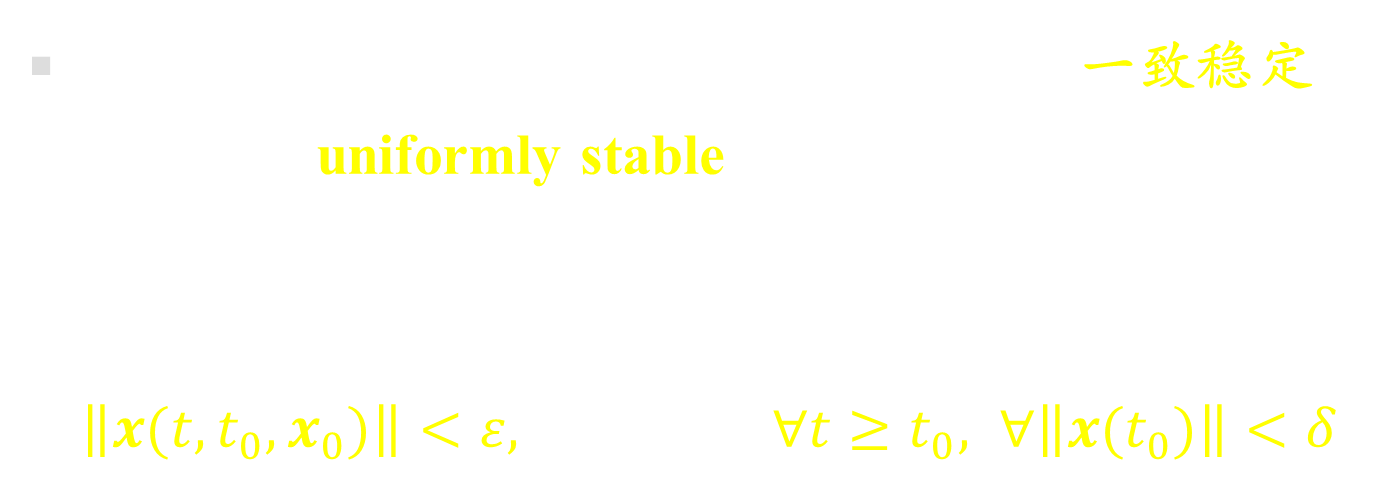 一致稳定
uniformly stable
‖x(t, t₀, x₀)‖ < ε, ∀t ≥ t₀, ∀‖x(t₀)‖ < δ